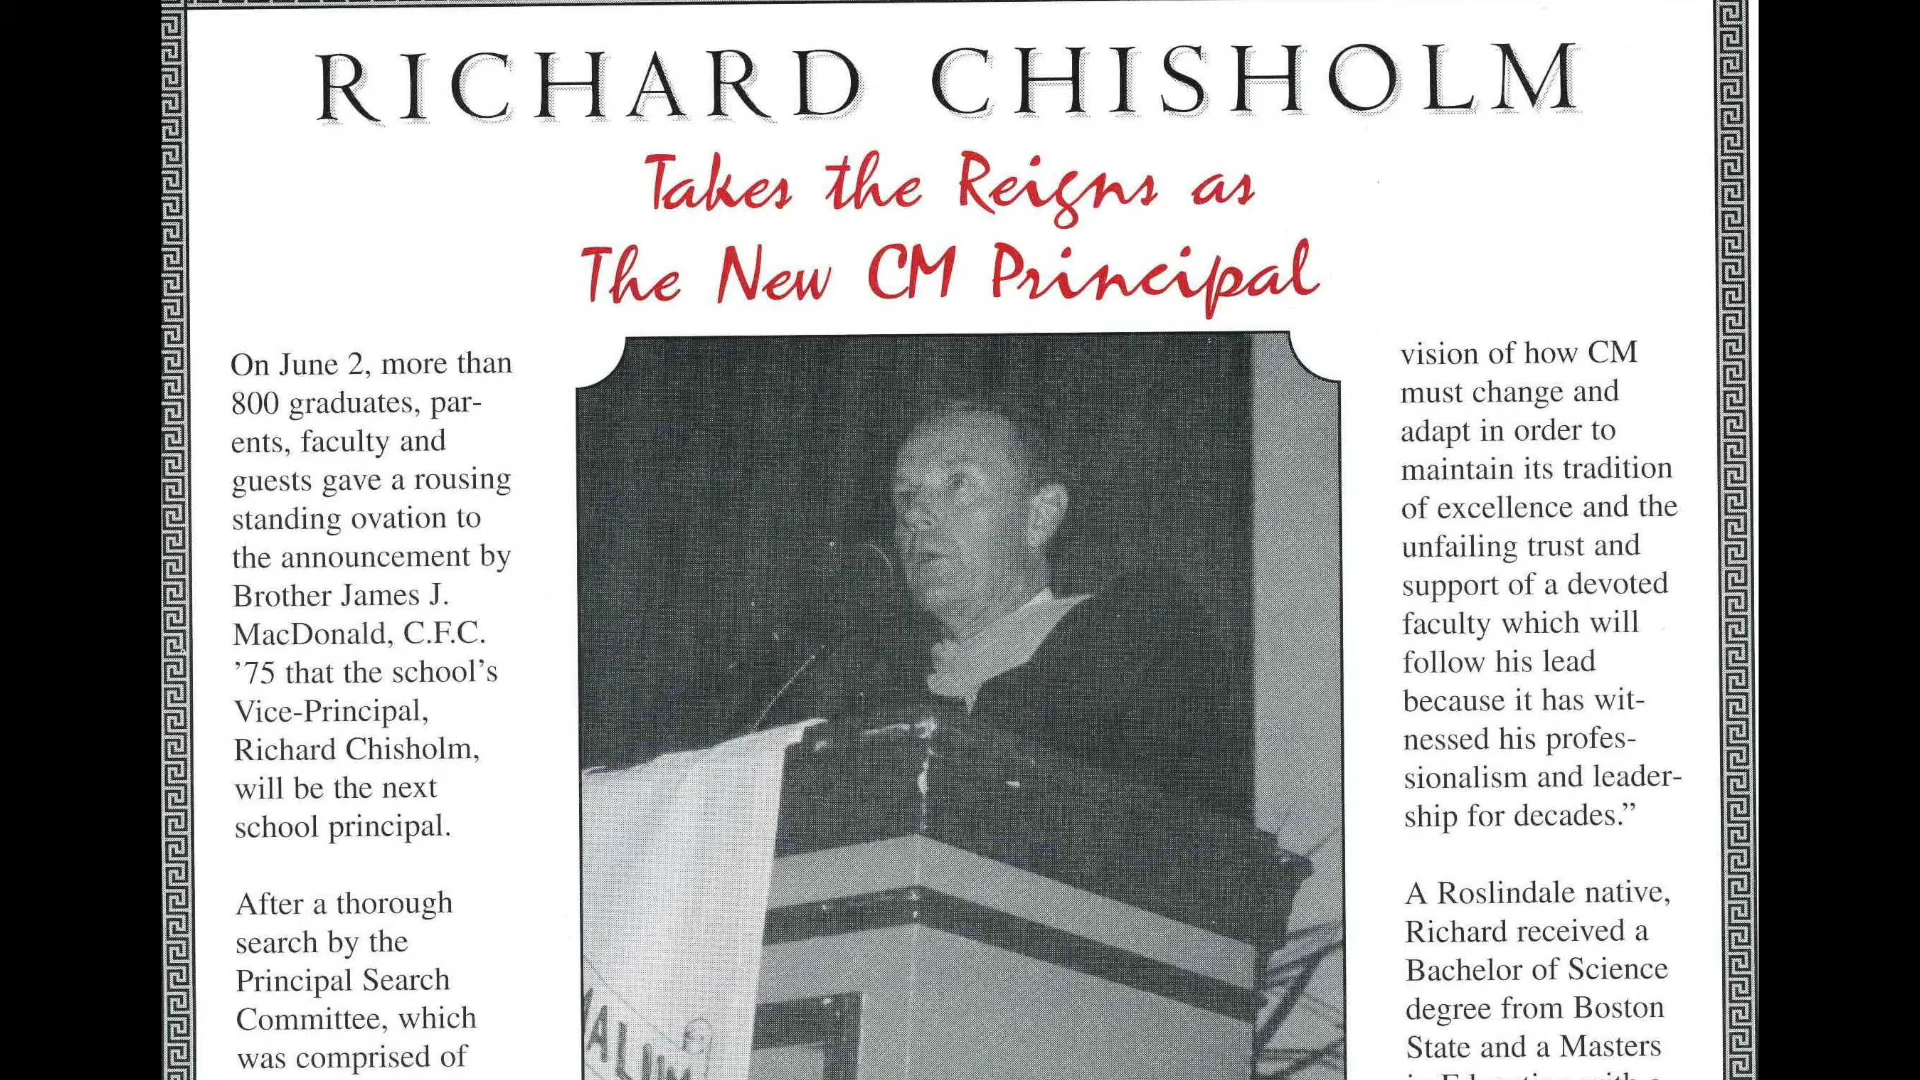 RICHARD CHISHOLM
Takes the Reigns as
The New CM Principal
On June 2, more than
800 graduates, par-
ents, faculty and
guests gave a rousing
standing ovation to
the announcement by
Brother James J.
MacDonald, C.F.C.
’75 that the school’s
Vice-Principal,
Richard Chisholm,
will be the next
school principal.
After a thorough
search by the
Principal Search
Committee, which
was comprised of
ALUM
vision of how CM
must change and
adapt in order to
maintain its tradition
of excellence and the
unfailing trust and
support of a devoted
faculty which will
follow his lead
because it has wit-
nessed his profes-
sionalism and leader-
ship for decades.”
A Roslindale native,
Richard received a
Bachelor of Science
degree from Boston
State and a Masters